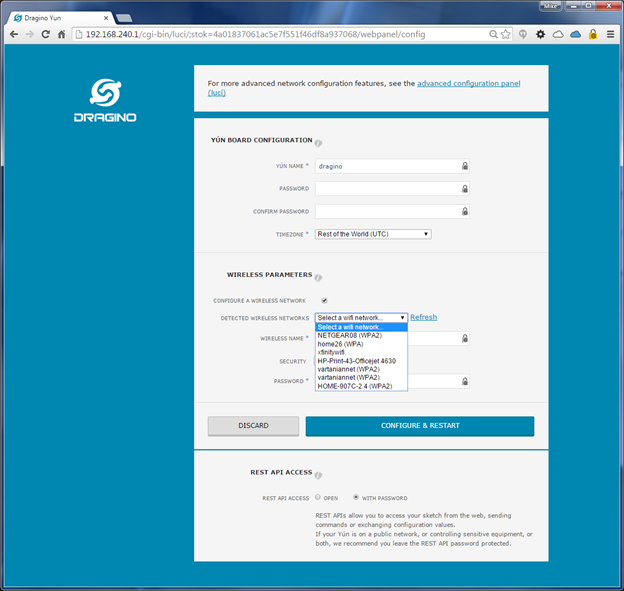 Dragino Yun
Mike
192.168.240.1/cgi-bin/luci/;stok=4a01837061ac5e7f551f46df8a937068/webpanel/config
DRAGINO
For more advanced network configuration features, see the advanced configuration panel
(luci)
YÚN BOARD CONFIGURATION
YÚN NAME * dragino
PASSWORD
CONFIRM PASSWORD
TIMEZONE * Rest of the World (UTC)
WIRELESS PARAMETERS
CONFIGURE A WIRELESS NETWORK
DETECTED WIRELESS NETWORKS Select a wifi network... Refresh
Select a wifi network...
NETGEAR08 (WPA2)
WIRELESS NAME *
home26 (WPA)
xfinitywifi
SECURITY
HP-Print-43-Officejet 4630
vartaniannet (WPA2)
PASSWORD *
vartaniannet (WPA2)
HOME-907C-2.4 (WPA2)
DISCARD CONFIGURE & RESTART
REST API ACCESS
REST API ACCESS OPEN WITH PASSWORD
REST APIs allow you to access your sketch from the web, sending
commands or exchanging configuration values.
If your Yún is on a public network, or controlling sensitive equipment, or
both, we recommend you leave the REST API password protected.